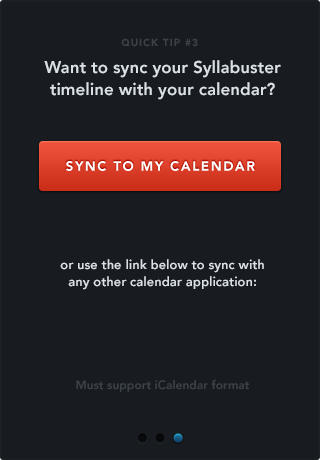 QUICK TIP #3
Want to sync your Syllabuster
timeline with your calendar?
SYNC TO MY CALENDAR
or use the link below to sync with
any other calendar application:
Must support iCalendar format